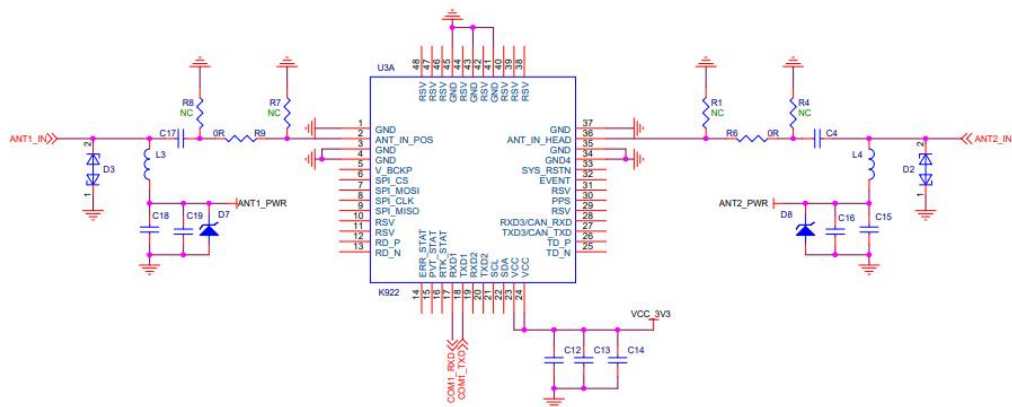 U3A
48 47 46 45 44 43 42 41 40 39 38
RSV RSV RSV GND RSV GND GND GND RSV RSV RSV
R8
NC
R7
NC
ANT1_IN
C17
0R
R9
2
D3
1
L3
C18
C19
D7
ANT1_PWR
1 GND
2 ANT_IN_POS
3 GND
4 GND
5 V_BCKP
6 SPI_CS
7 SPI_MOSI
8 SPI_CLK
9 SPI_MISO
10 RSV
11 RSV
12 RD_P
13 RD_N
GND 37
ANT_IN_HEAD 36
GND 35
GND4 34
SYS_RSTN 33
EVENT 32
RSV 31
PPS 30
RSV 29
RXD3/CAN_RXD 28
TXD3/CAN_TXD 27
TD_P 26
TD_N 25
R1
NC
R4
NC
R6
0R
C4
ANT2_IN
2
D2
1
L4
ANT2_PWR
D8
C16
C15
ERR_STAT PVT_STAT RTK_STAT RXD1 TXD1 RXD2 TXD2 SCL SDA VCC VCC
K922
14 15 16 17 18 19 20 21 22 23 24
COM1_RXD
COM1_TXD
VCC_3V3
C12
C13
C14